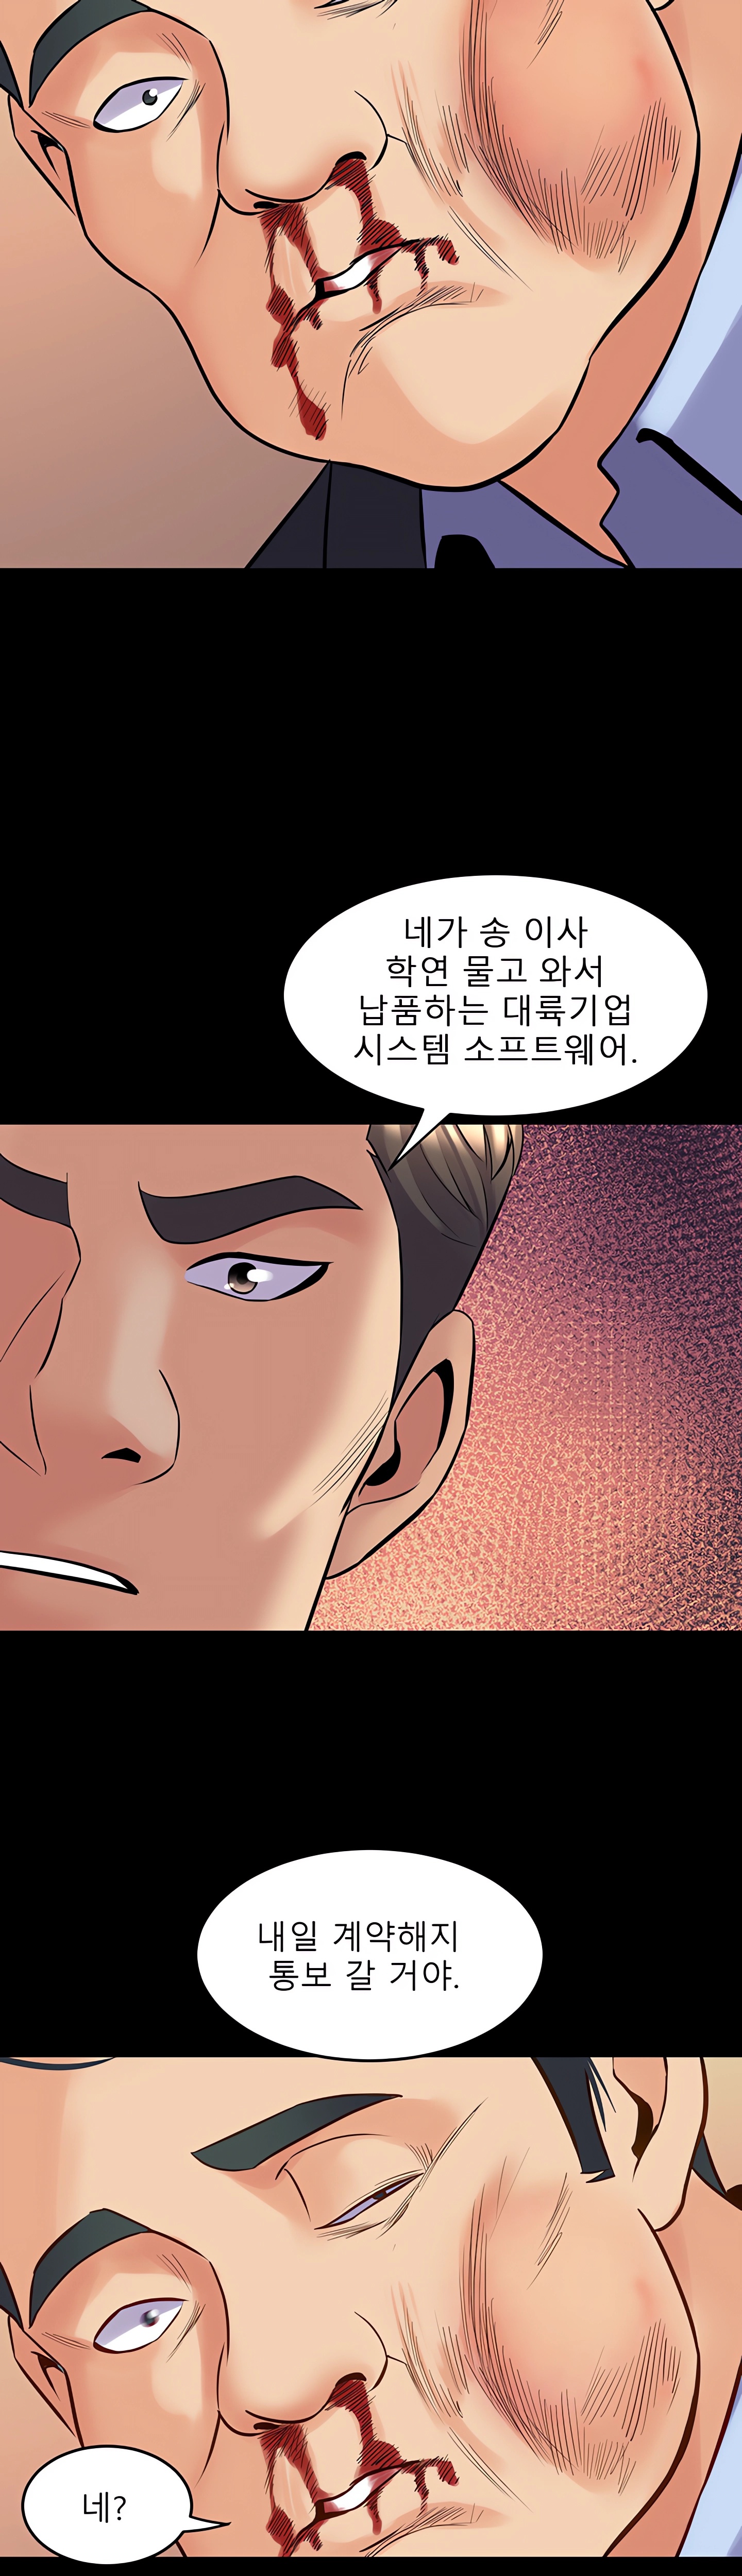 네가 송 이사
학연 물고 와서
납품하는 대륙기업
시스템 소프트웨어.
내일 계약해지
통보 갈 거야.
네?